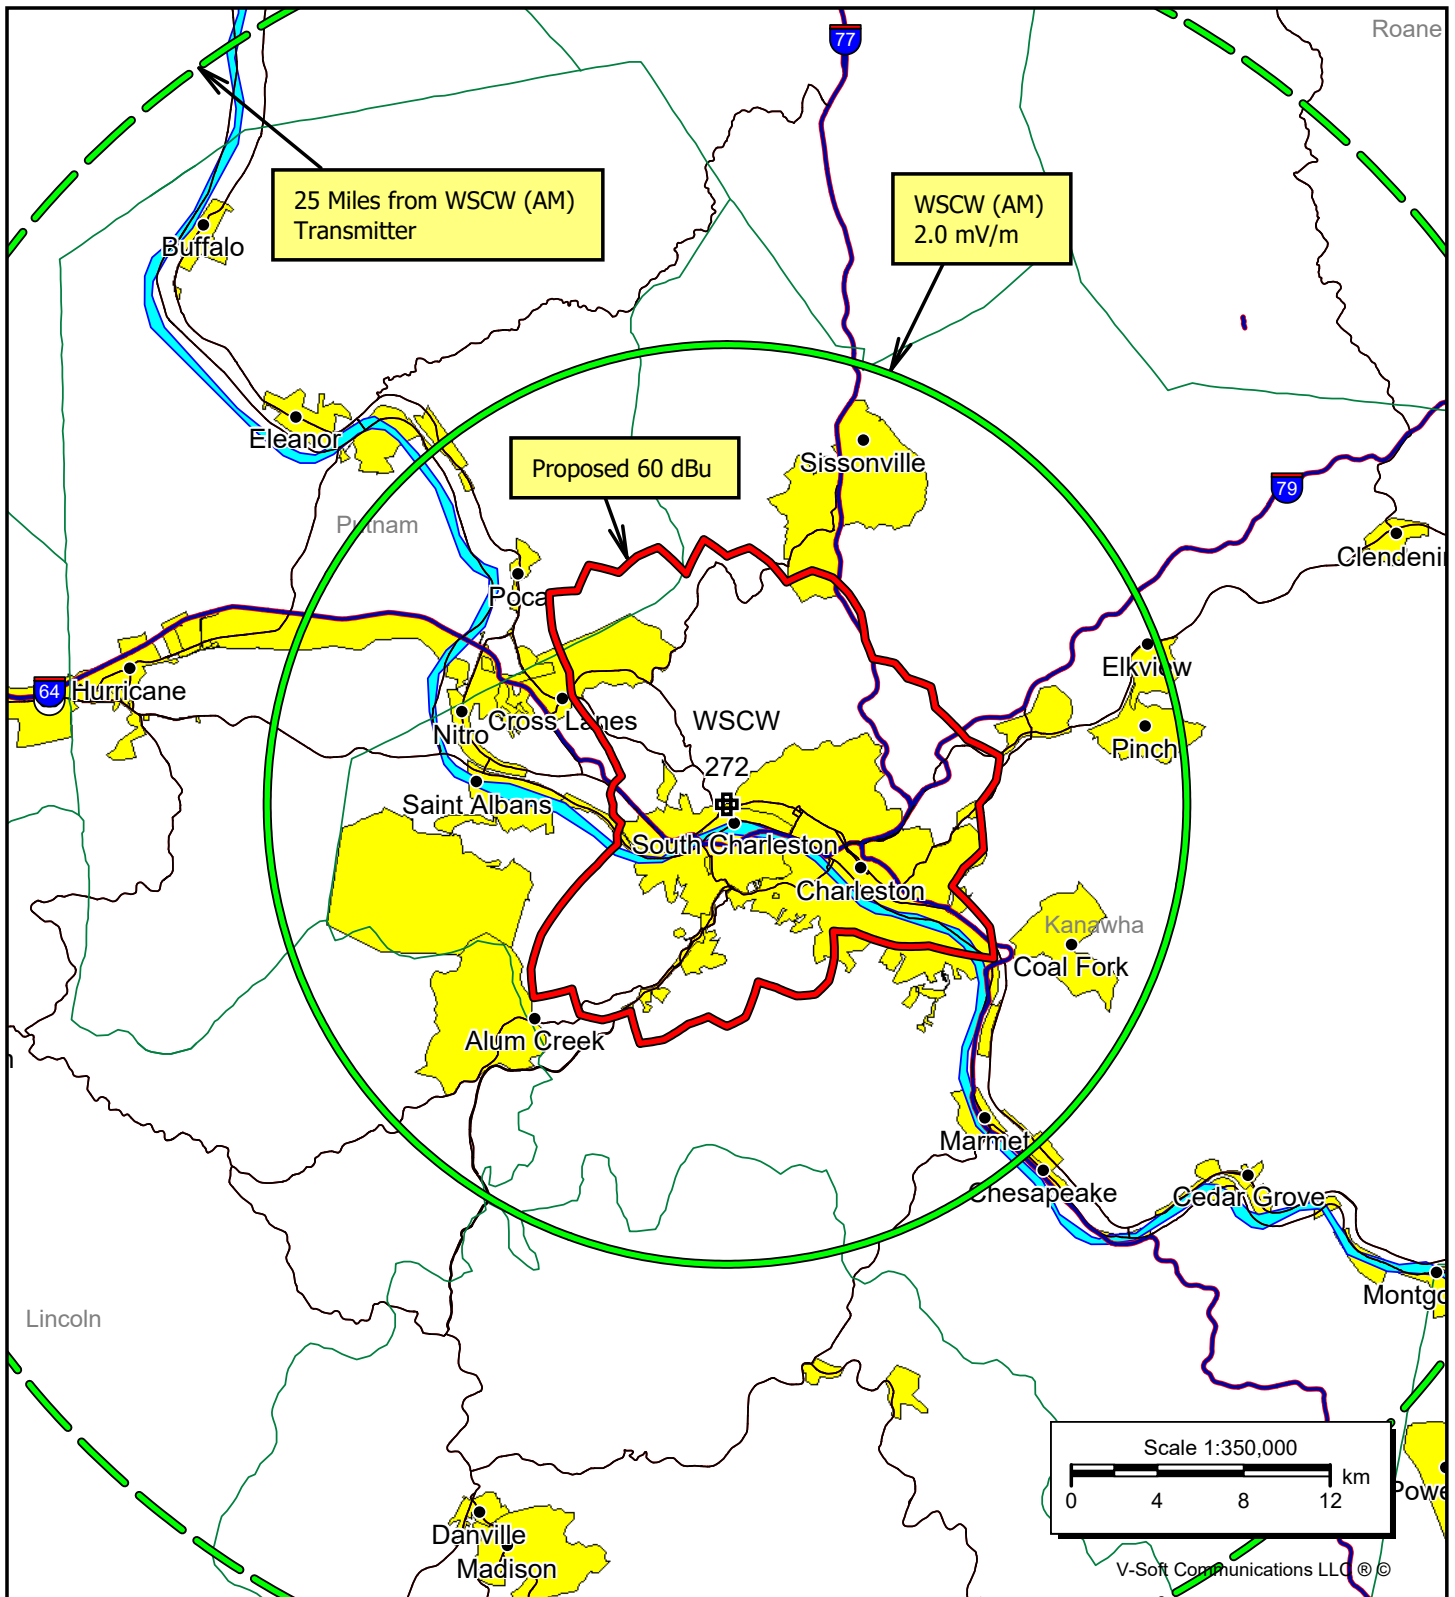 77
Roane
25 Miles from WSCW (AM)
Transmitter
WSCW (AM)
2.0 mV/m
Buffalo
Eleanor
Proposed 60 dBu
Sissonville
79
Putnam
Clendenin
Poca
64
Hurricane
Elkview
Cross Lanes
WSCW
Nitro
Pinch
272
Saint Albans
South Charleston
Charleston
Kanawha
Coal Fork
Alum Creek
Marmet
Chesapeake
Cedar Grove
Montgo
Lincoln
Scale 1:350,000
km
0 4 8 12
Powe
Danville
Madison
V-Soft Communications LLC ® ©